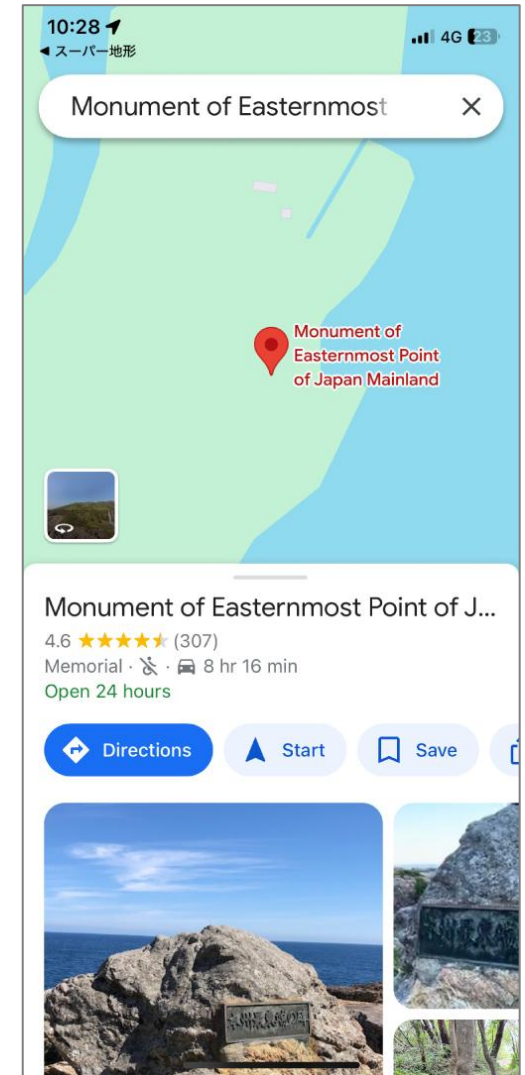 10:28
4G 23
◀ スーパー地形
Monument of Easternmost
Monument of
Easternmost Point
of Japan Mainland
Monument of Easternmost Point of J...
4.6 ★★★★★ (307)
Memorial · 8 hr 16 min
Open 24 hours
Directions
Start
Save